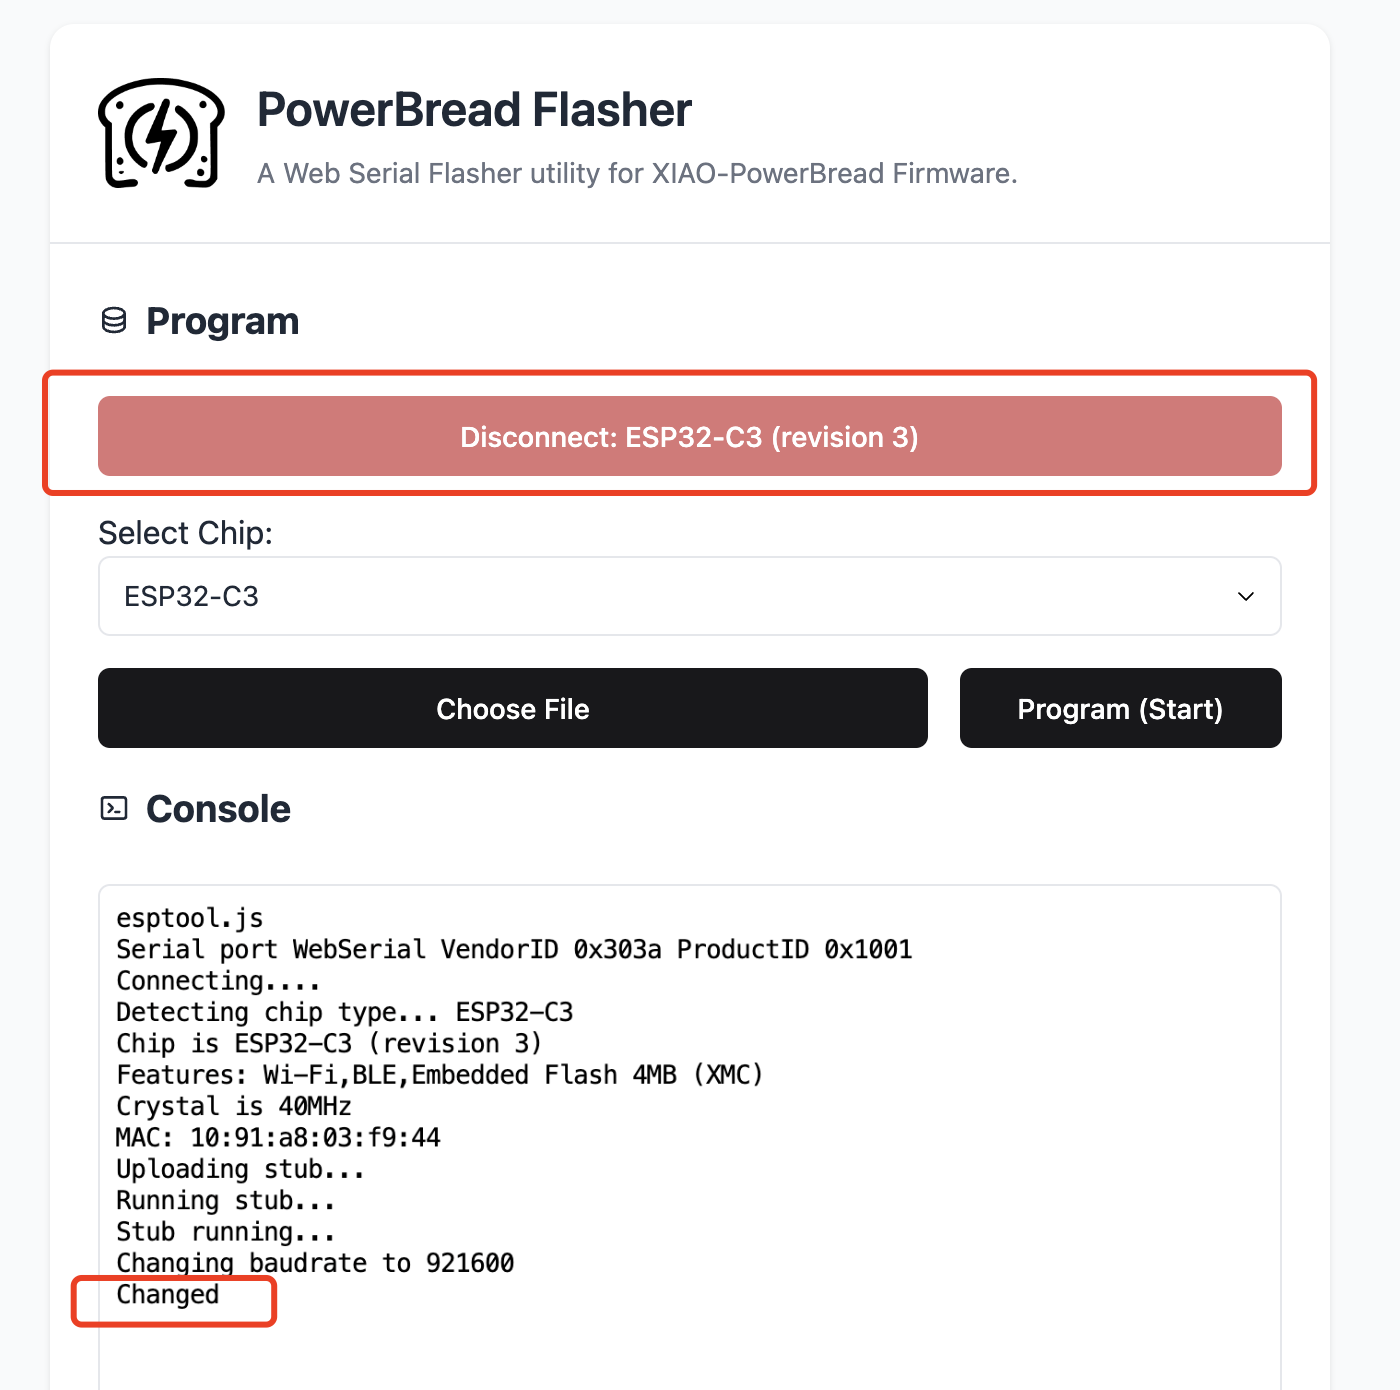 PowerBread Flasher
A Web Serial Flasher utility for XIAO-PowerBread Firmware.
Program
Disconnect: ESP32-C3 (revision 3)
Select Chip:
ESP32-C3
Choose File
Program (Start)
Console
esptool.js
Serial port WebSerial VendorID 0x303a ProductID 0x1001
Connecting....
Detecting chip type... ESP32-C3
Chip is ESP32-C3 (revision 3)
Features: Wi-Fi,BLE,Embedded Flash 4MB (XMC)
Crystal is 40MHz
MAC: 10:91:a8:03:f9:44
Uploading stub...
Running stub...
Stub running...
Changing baudrate to 921600
Changed